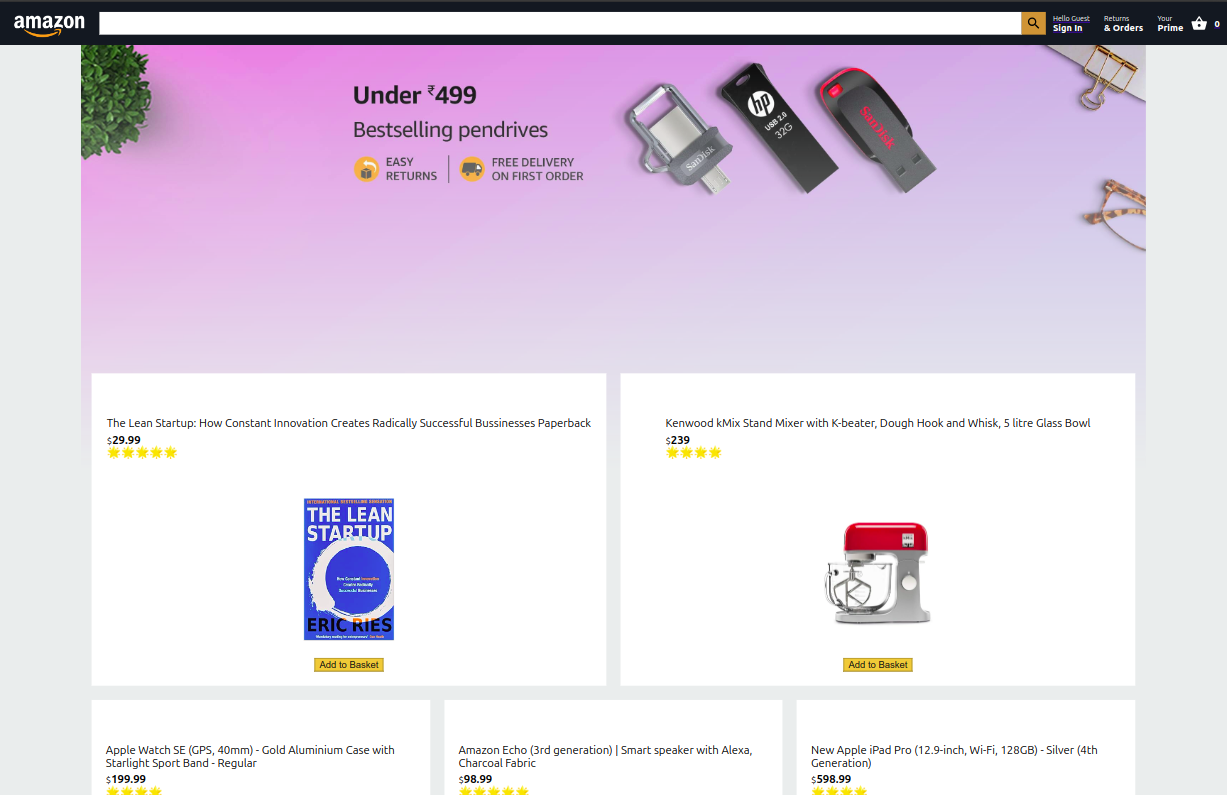 amazon
Hello Guest
Sign In
Returns
& Orders
Your
Prime
0
Under ₹499
Bestselling pendrives
EASY
RETURNS
FREE DELIVERY
ON FIRST ORDER
SanDisk
hp
USB 2.0
32G
SanDisk
The Lean Startup: How Constant Innovation Creates Radically Successful Bussinesses Paperback
$29.99
INTERNATIONAL BESTSELLING SENSATION
THE LEAN
STARTUP
How Constant Innovation
Creates Radically
Successful Businesses
ERIC RIES
Add to Basket
Kenwood kMix Stand Mixer with K-beater, Dough Hook and Whisk, 5 litre Glass Bowl
$239
Add to Basket
Apple Watch SE (GPS, 40mm) - Gold Aluminium Case with
Starlight Sport Band - Regular
$199.99
Amazon Echo (3rd generation) | Smart speaker with Alexa,
Charcoal Fabric
$98.99
New Apple iPad Pro (12.9-inch, Wi-Fi, 128GB) - Silver (4th
Generation)
$598.99